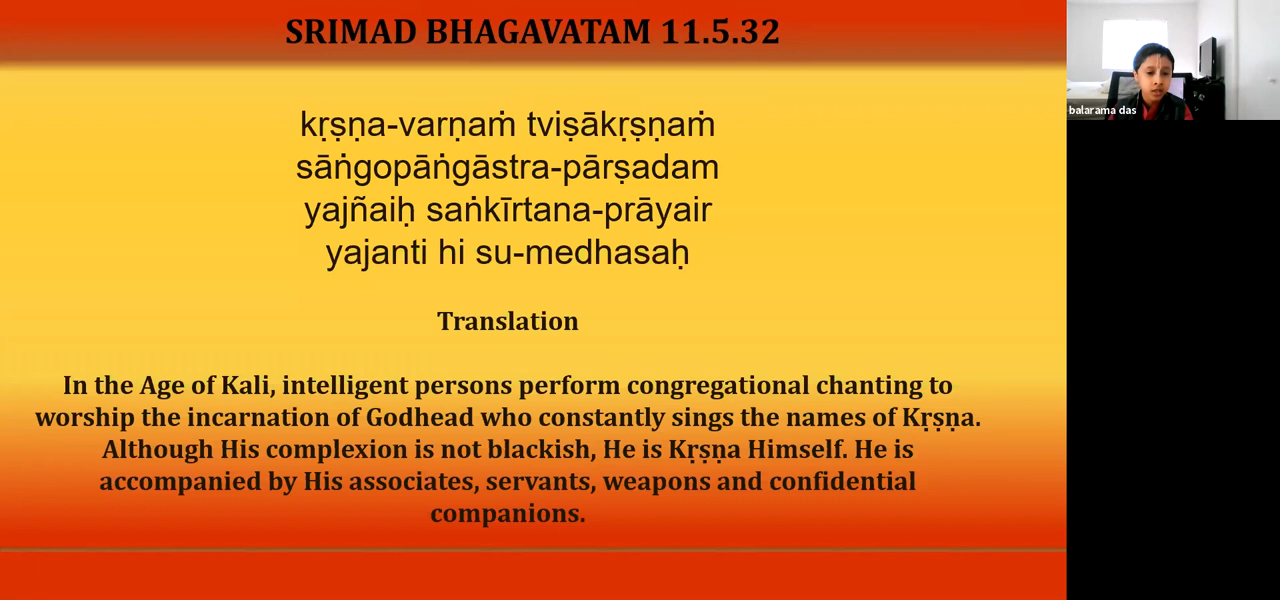 SRIMAD BHAGAVATAM 11.5.32
kṛṣṇa-varṇaṁ tviṣākṛṣṇaṁ
sāṅgopāṅgāstra-pārṣadam
yajñaiḥ saṅkīrtana-prāyair
yajanti hi su-medhasaḥ
Translation
In the Age of Kali, intelligent persons perform congregational chanting to
worship the incarnation of Godhead who constantly sings the names of Kṛṣṇa.
Although His complexion is not blackish, He is Kṛṣṇa Himself. He is
accompanied by His associates, servants, weapons and confidential
companions.
balarama das